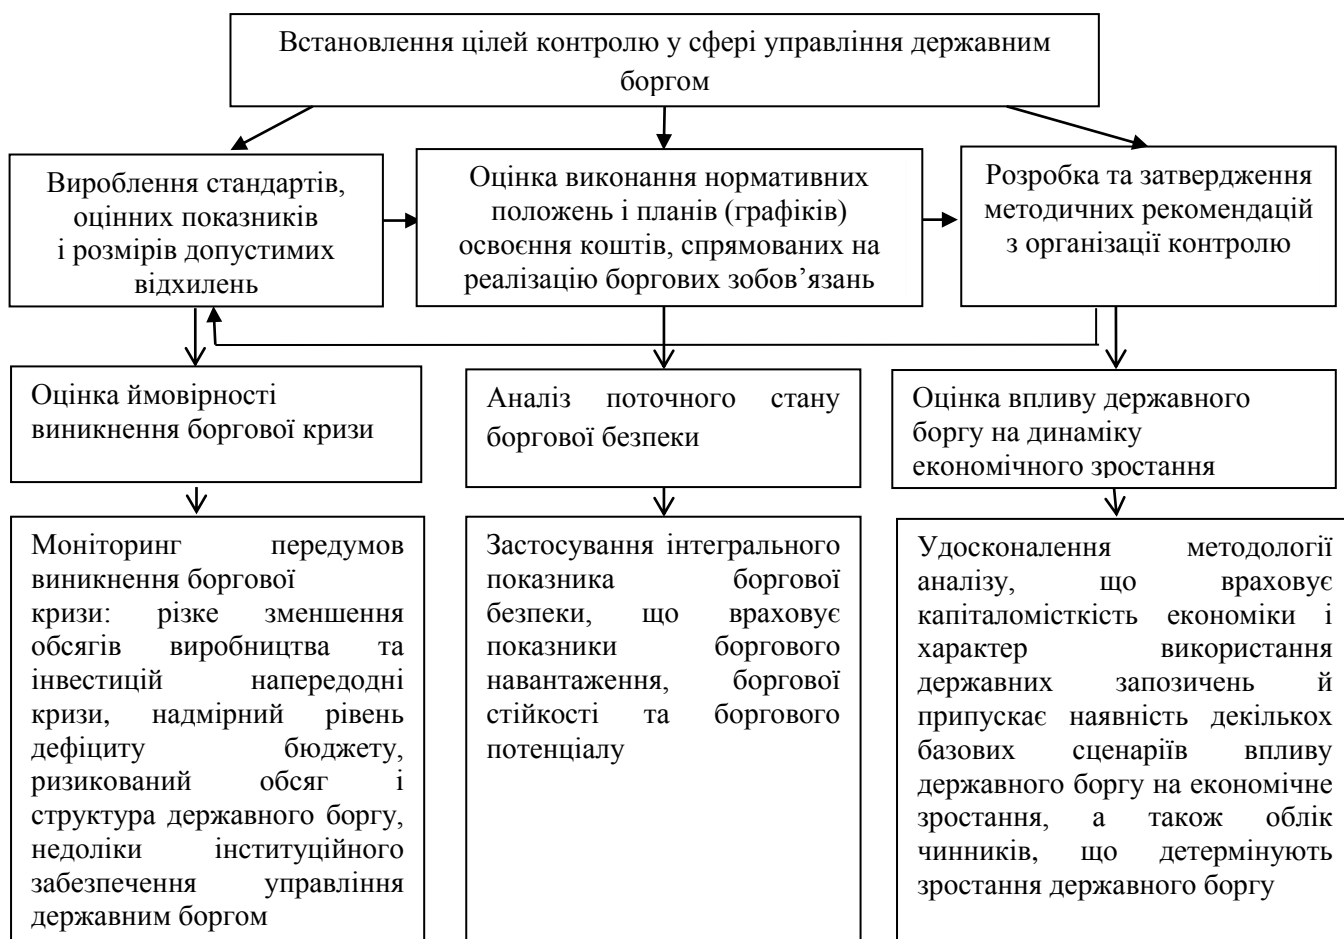 Встановлення цілей контролю у сфері управління державним
боргом
Вироблення стандартів,
оцінних показників
і розмірів допустимих
відхилень
Оцінка виконання нормативних
положень і планів (графіків)
освоєння коштів, спрямованих на
реалізацію боргових зобов’язань
Розробка та затвердження
методичних рекомендацій
з організації контролю
Оцінка ймовірності
виникнення боргової кризи
Аналіз поточного стану
боргової безпеки
Оцінка впливу державного
боргу на динаміку
економічного зростання
Моніторинг передумов
виникнення боргової
кризи: різке зменшення
обсягів виробництва та
інвестицій напередодні
кризи, надмірний рівень
дефіциту бюджету,
ризикований обсяг і
структура державного боргу,
недоліки інституційного
забезпечення управління
державним боргом
Застосування інтегрального
показника боргової
безпеки, що враховує
показники боргового
навантаження, боргової
стійкості та боргового
потенціалу
Удосконалення методології
аналізу, що враховує
капіталомісткість економіки і
характер використання
державних запозичень й
припускає наявність декількох
базових сценаріїв впливу
державного боргу на економічне
зростання, а також облік
чинників, що детермінують
зростання державного боргу